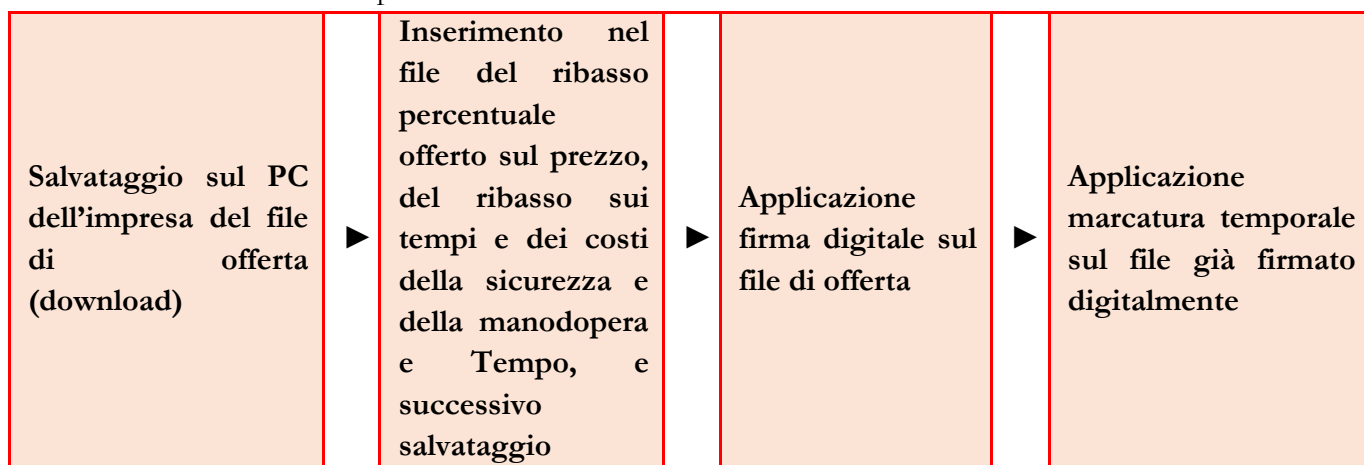 Salvataggio sul PC
dell’impresa del file
di offerta
(download)
►
Inserimento nel
file del ribasso
percentuale
offerto sul prezzo,
del ribasso sui
tempi e dei costi
della sicurezza e
della manodopera
e Tempo, e
successivo
salvataggio
►
Applicazione
firma digitale sul
file di offerta
►
Applicazione
marcatura temporale
sul file già firmato
digitalmente